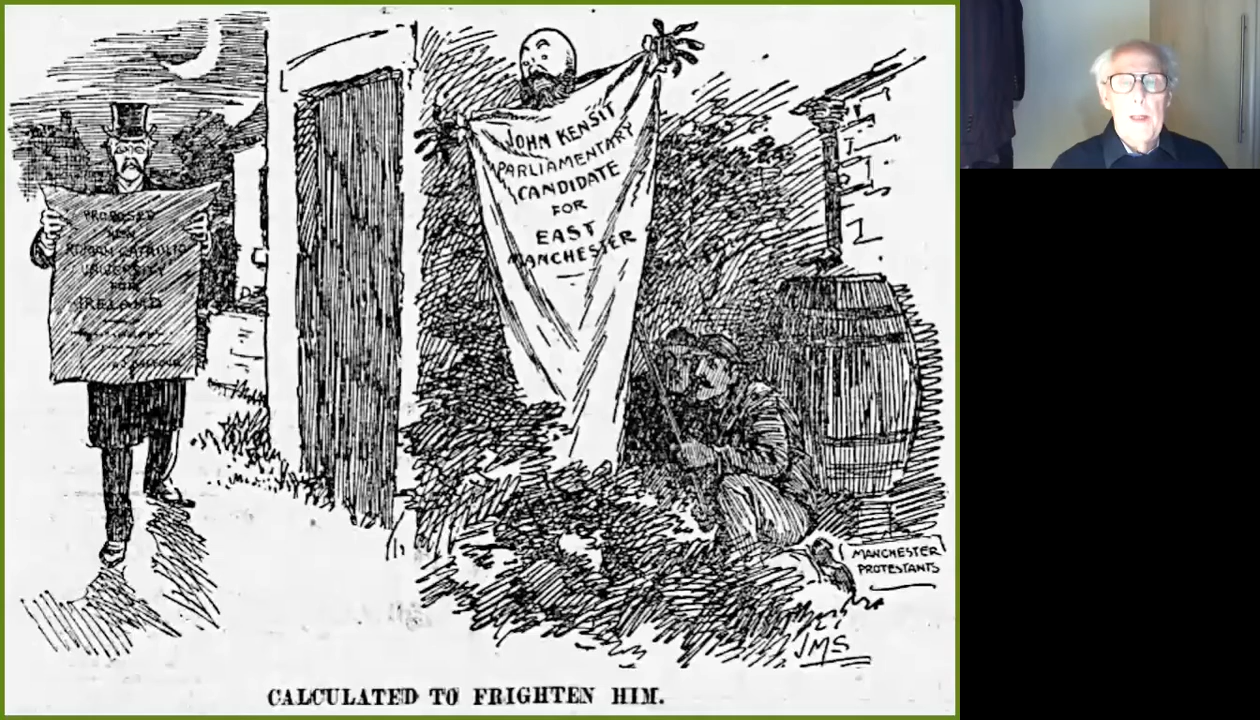 PROPOSED
NEW
ROMAN CATHOLIC
UNIVERSITY
FOR
IRELAND
JOHN KENSIT
PARLIAMENTARY
CANDIDATE
FOR
EAST
MANCHESTER
MANCHESTER
PROTESTANTS
JMS
CALCULATED TO FRIGHTEN HIM.